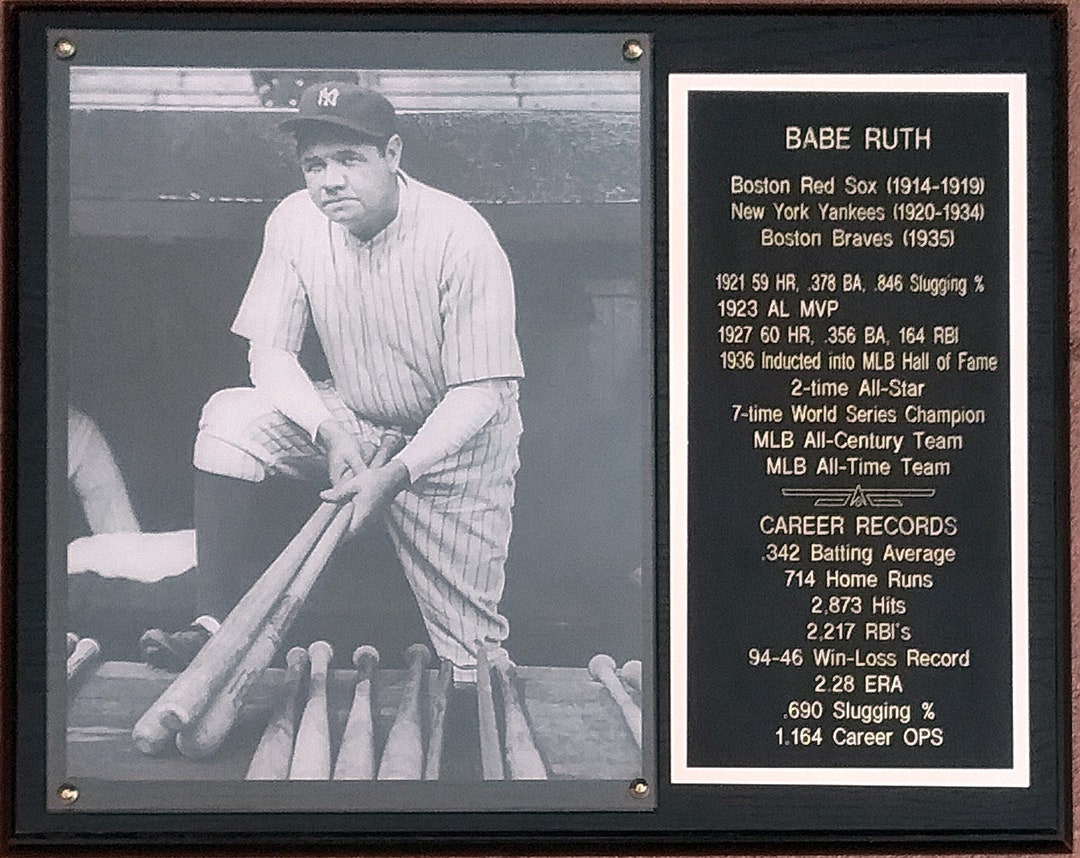 NY
BABE RUTH
Boston Red Sox (1914-1919)
New York Yankees (1920-1934)
Boston Braves (1935)
1921 59 HR, .378 BA, .846 Slugging %
1923 AL MVP
1927 60 HR, .356 BA, 164 RBI
1936 Inducted into MLB Hall of Fame
2-time All-Star
7-time World Series Champion
MLB All-Century Team
MLB All-Time Team
CAREER RECORDS
.342 Batting Average
714 Home Runs
2,873 Hits
2,217 RBI's
94-46 Win-Loss Record
2.28 ERA
.690 Slugging %
1.164 Career OPS